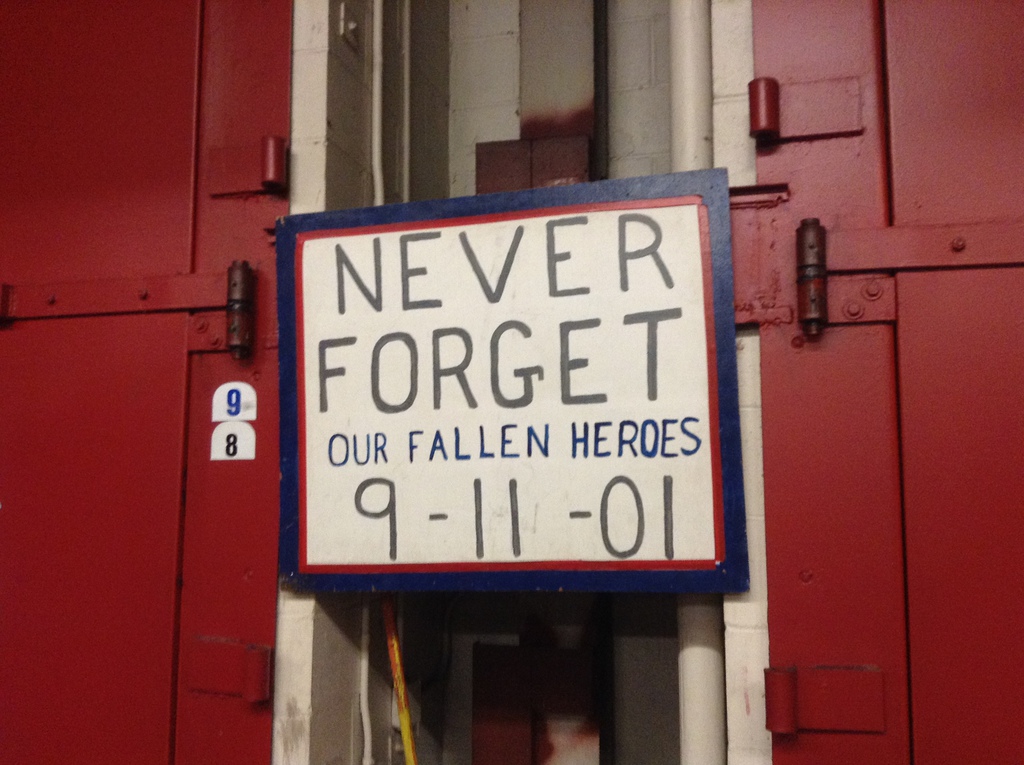 NEVER
FORGET
OUR FALLEN HEROES
9-11-01
9
8